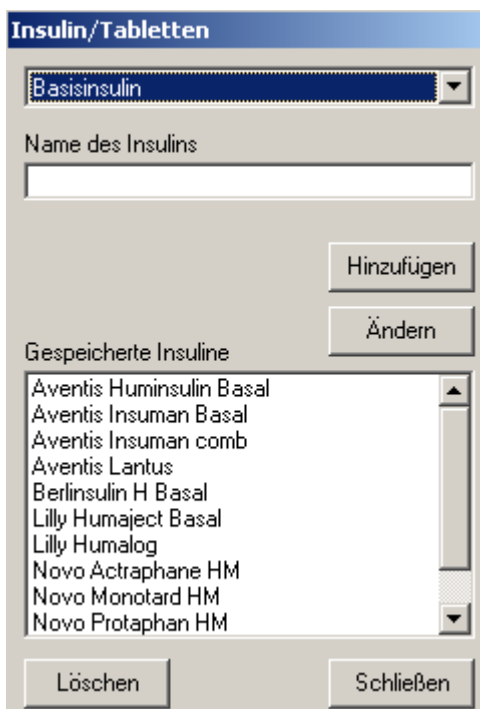 Insulin/Tabletten
Basisinsulin
Name des Insulins
Hinzufügen
Ändern
Gespeicherte Insuline
Aventis Huminsulin Basal
Aventis Insuman Basal
Aventis Insuman comb
Aventis Lantus
Berlinsulin H Basal
Lilly Humaject Basal
Lilly Humalog
Novo Actraphane HM
Novo Monotard HM
Novo Protaphan HM
Löschen
Schließen